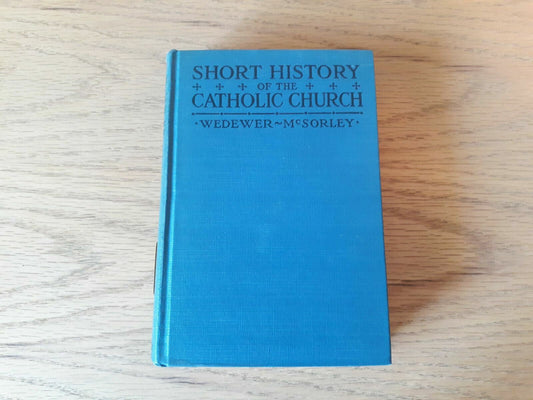 SHORT HISTORY
OF THE
CATHOLIC CHURCH
·WEDEWER~McSORLEY·